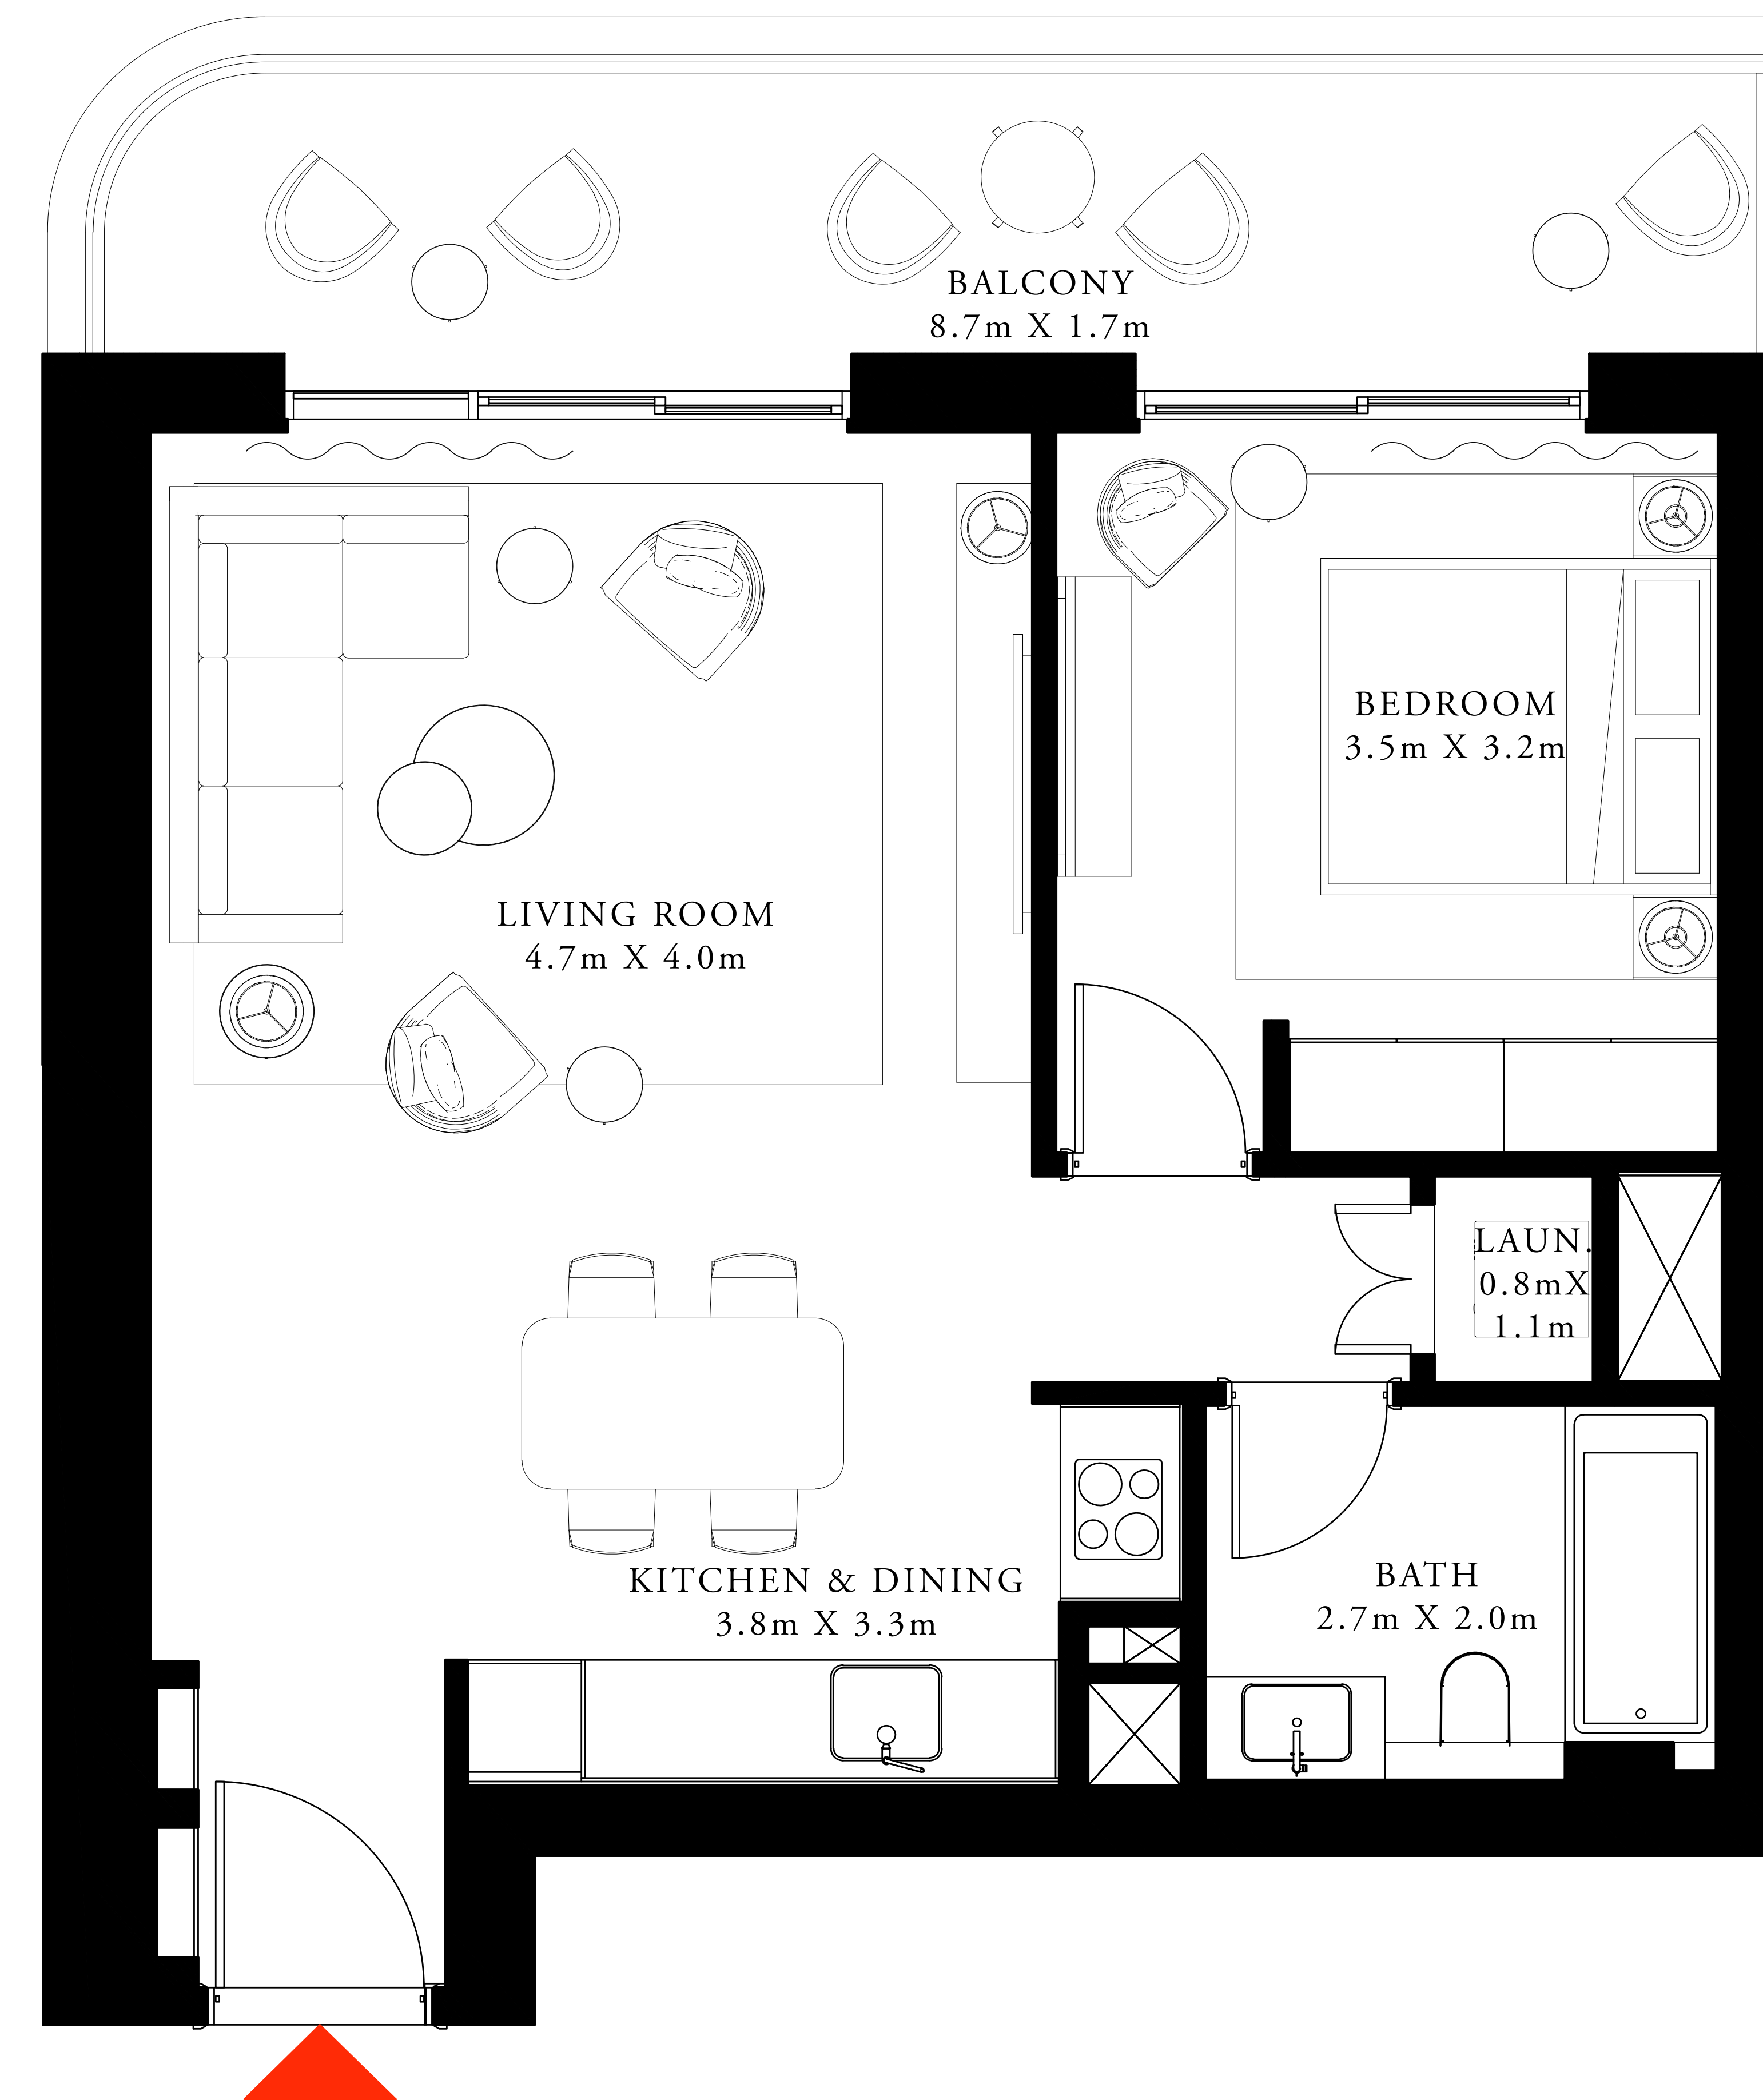 BALCONY
8.7m X 1.7m
BEDROOM
3.5m X 3.2m
LIVING ROOM
4.7m X 4.0m
LAUN.
0.8mX
1.1m
KITCHEN & DINING
3.8m X 3.3m
BATH
2.7m X 2.0m